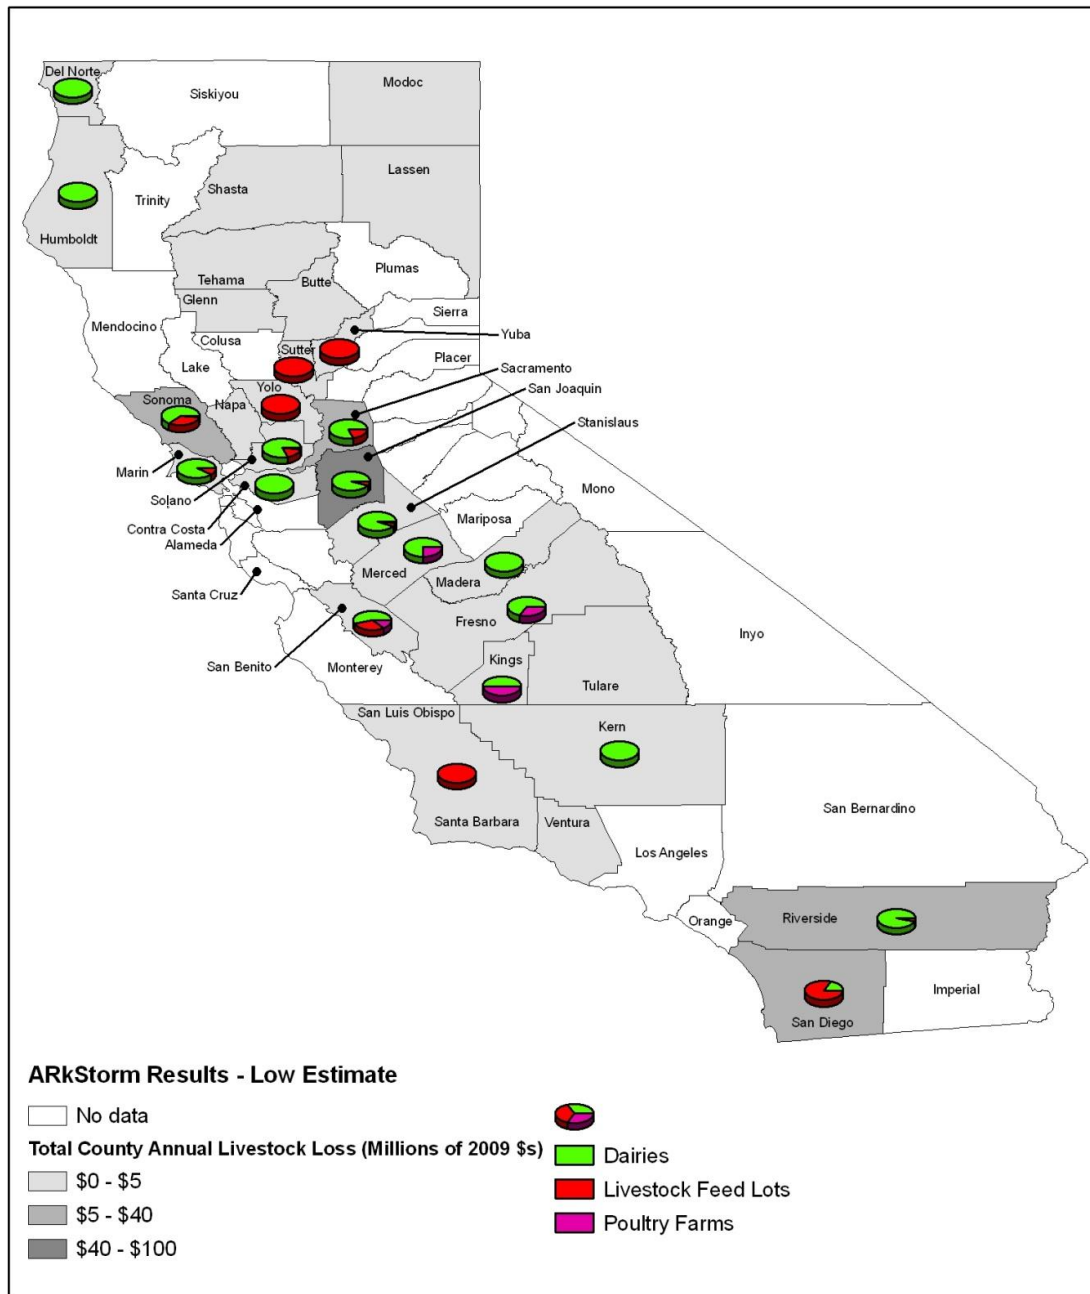 Del Norte
Siskiyou
Modoc
Lassen
Shasta
Trinity
Humboldt
Plumas
Tehama
Butte
Glenn
Sierra
Mendocino
Yuba
Colusa
Sutter
Placer
Lake
Sacramento
Yolo
San Joaquin
Sonoma
Napa
Stanislaus
Marin
Solano
Mono
Contra Costa
Mariposa
Alameda
Merced
Madera
Santa Cruz
Fresno
Inyo
San Benito
Monterey
Kings
Tulare
San Luis Obispo
Kern
San Bernardino
Santa Barbara
Ventura
Los Angeles
Orange
Riverside
Imperial
San Diego
ARkStorm Results - Low Estimate
No data
Total County Annual Livestock Loss (Millions of 2009 $s)
$0 - $5
$5 - $40
$40 - $100
Dairies
Livestock Feed Lots
Poultry Farms